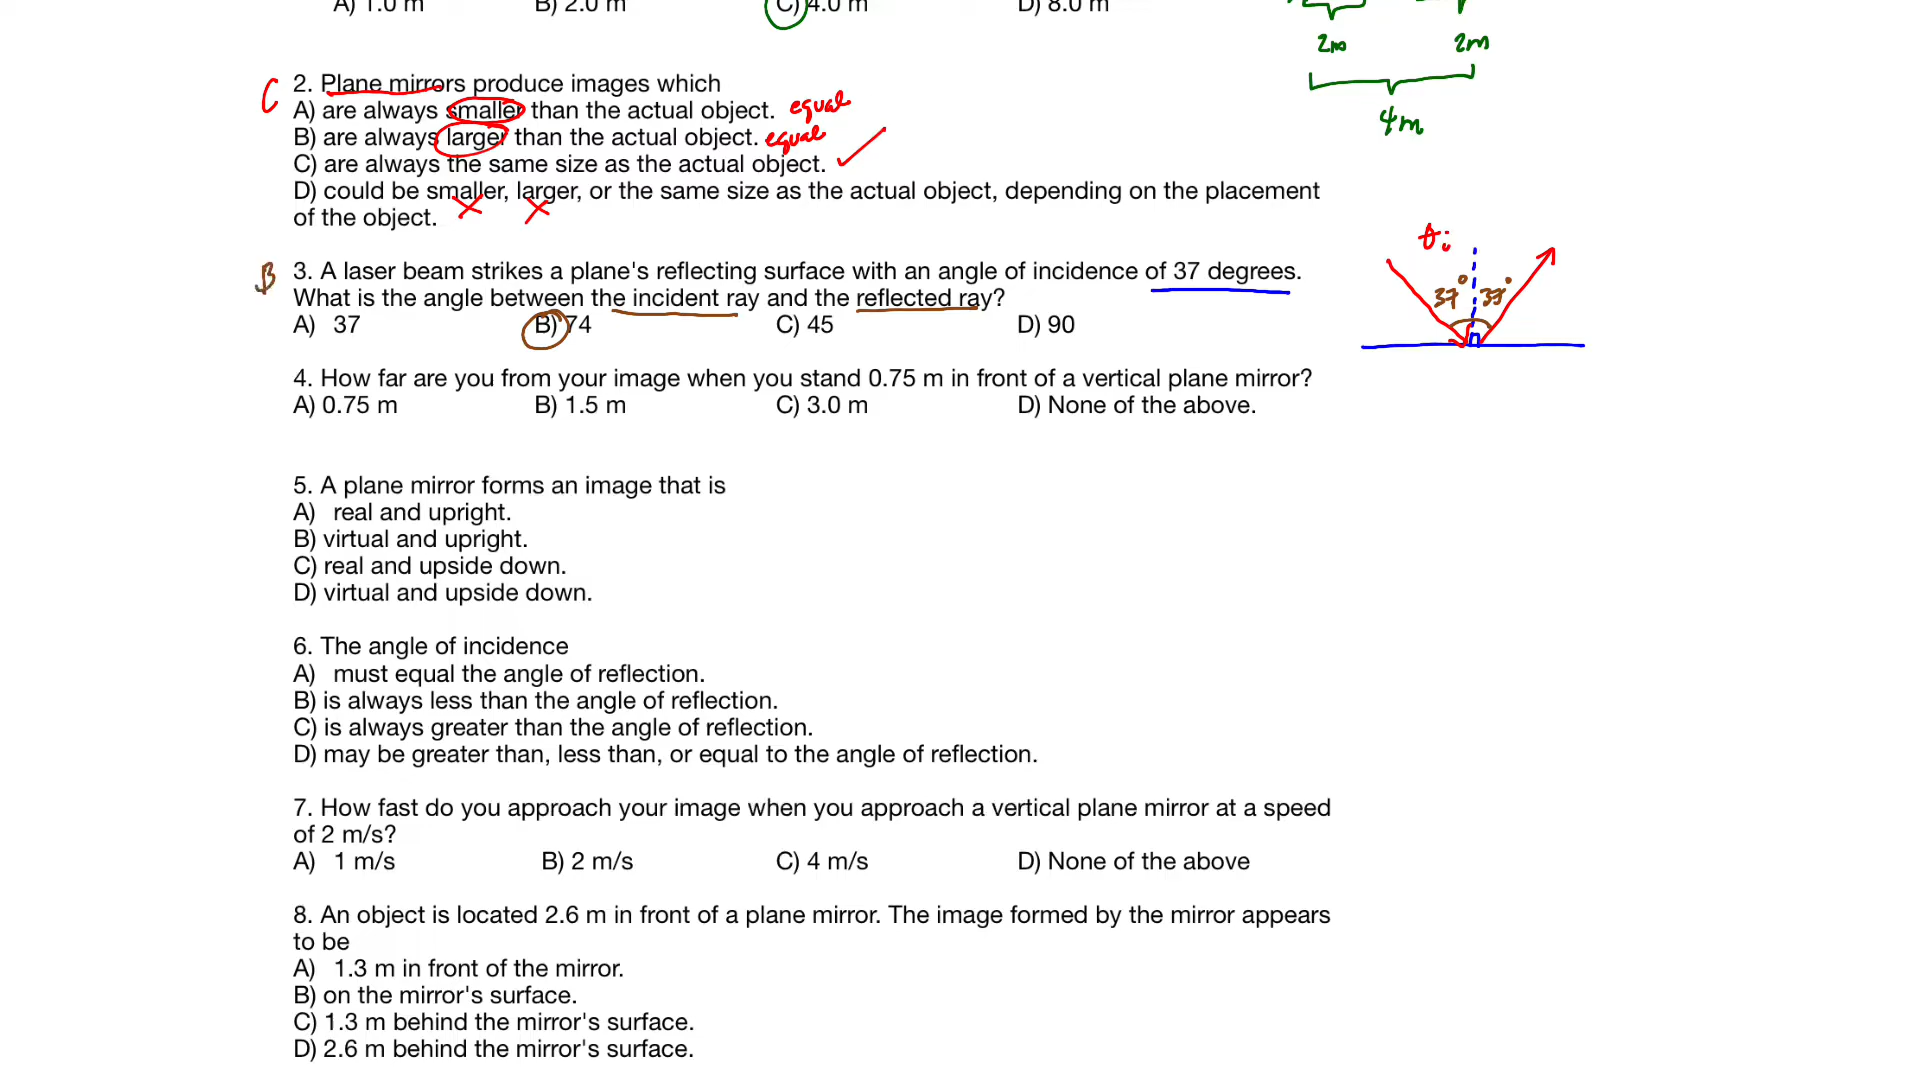 A) 1.0 m B) 2.0 m C) 4.0 m D) 8.0 m
2m 2m
4m
C 2. Plane mirrors produce images which
A) are always smaller than the actual object. equal
B) are always larger than the actual object. equal
C) are always the same size as the actual object.
D) could be smaller, larger, or the same size as the actual object, depending on the placement
of the object.
θi
B 3. A laser beam strikes a plane's reflecting surface with an angle of incidence of 37 degrees.
What is the angle between the incident ray and the reflected ray?
37° 37°
A) 37 B) 74 C) 45 D) 90
4. How far are you from your image when you stand 0.75 m in front of a vertical plane mirror?
A) 0.75 m B) 1.5 m C) 3.0 m D) None of the above.
5. A plane mirror forms an image that is
A) real and upright.
B) virtual and upright.
C) real and upside down.
D) virtual and upside down.
6. The angle of incidence
A) must equal the angle of reflection.
B) is always less than the angle of reflection.
C) is always greater than the angle of reflection.
D) may be greater than, less than, or equal to the angle of reflection.
7. How fast do you approach your image when you approach a vertical plane mirror at a speed
of 2 m/s?
A) 1 m/s B) 2 m/s C) 4 m/s D) None of the above
8. An object is located 2.6 m in front of a plane mirror. The image formed by the mirror appears
to be
A) 1.3 m in front of the mirror.
B) on the mirror's surface.
C) 1.3 m behind the mirror's surface.
D) 2.6 m behind the mirror's surface.